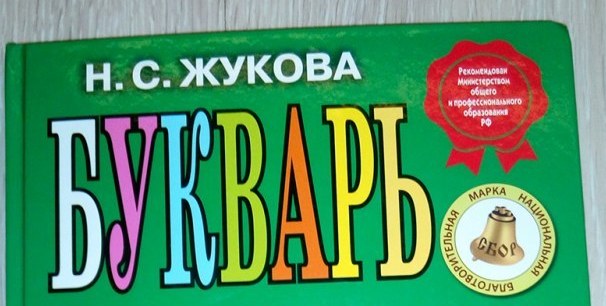 Н. С. ЖУКОВА
БУКВАРЬ
Рекомендован
Министерством
общего
и профессионального
образования
РФ
БЛАГОТВОРИТЕЛЬНАЯ МАРКА НАЦИОНАЛЬНАЯ
СБОР